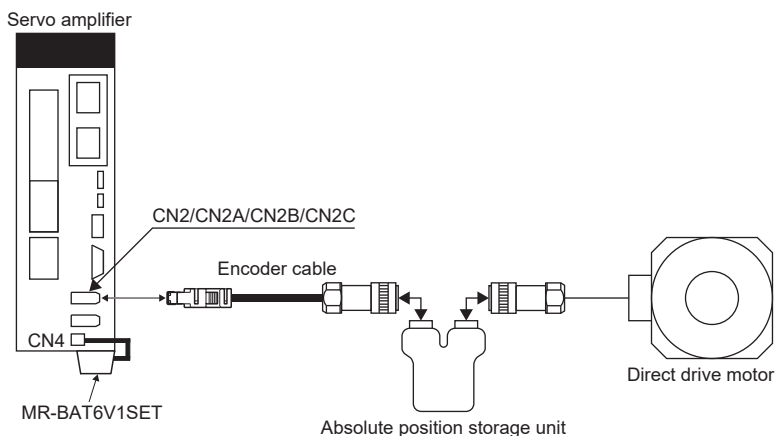 Servo amplifier
CN2/CN2A/CN2B/CN2C
Encoder cable
CN4
Direct drive motor
MR-BAT6V1SET
Absolute position storage unit